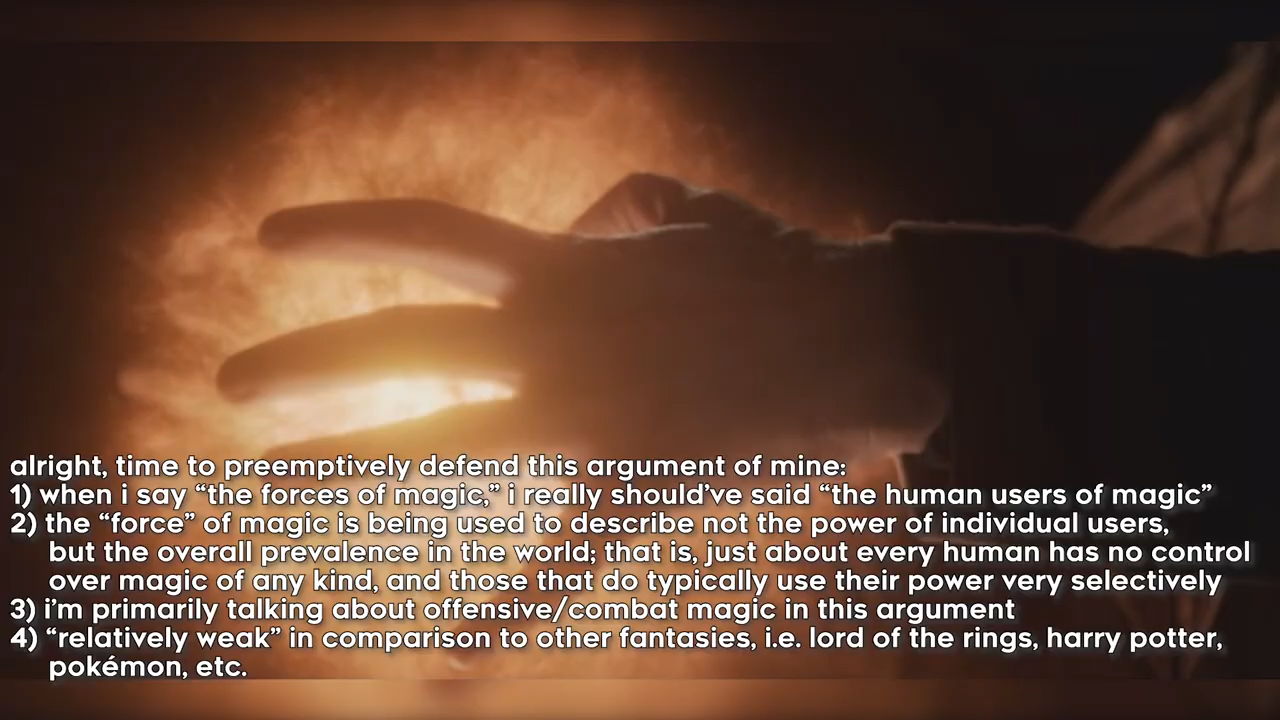 alright, time to preemptively defend this argument of mine:
1) when i say “the forces of magic,” i really should’ve said “the human users of magic”
2) the “force” of magic is being used to describe not the power of individual users,
but the overall prevalence in the world; that is, just about every human has no control
over magic of any kind, and those that do typically use their power very selectively
3) i’m primarily talking about offensive/combat magic in this argument
4) “relatively weak” in comparison to other fantasies, i.e. lord of the rings, harry potter,
pokémon, etc.